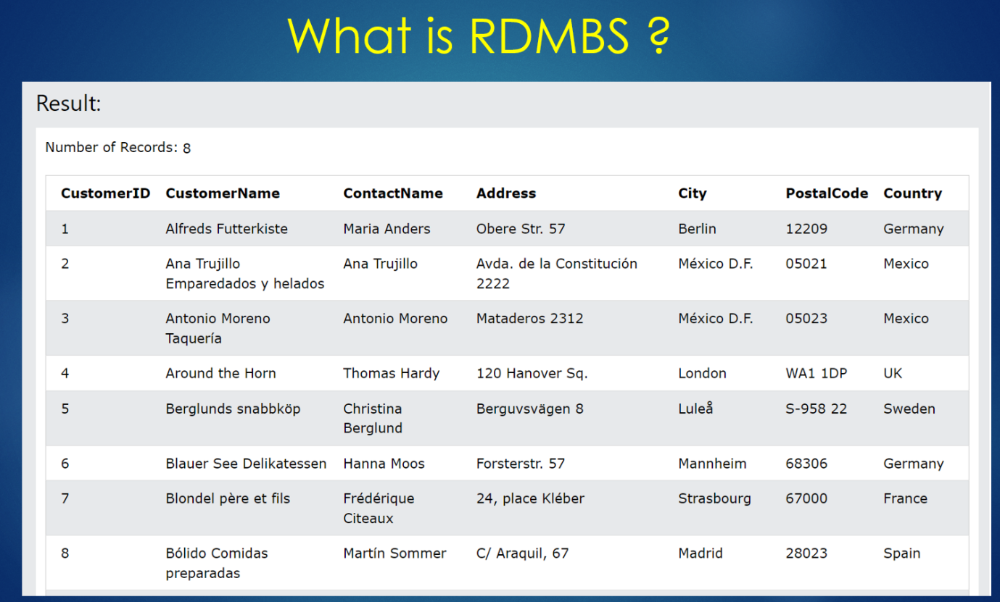 What is RDMBS ?
Result:
Number of Records: 8
CustomerID CustomerName ContactName Address City PostalCode Country
1 Alfreds Futterkiste Maria Anders Obere Str. 57 Berlin 12209 Germany
2 Ana Trujillo Ana Trujillo Avda. de la Constitución México D.F. 05021 Mexico
Emparedados y helados 2222
3 Antonio Moreno Antonio Moreno Mataderos 2312 México D.F. 05023 Mexico
Taquería
4 Around the Horn Thomas Hardy 120 Hanover Sq. London WA1 1DP UK
5 Berglunds snabbköp Christina Berguvsvägen 8 Luleå S-958 22 Sweden
Berglund
6 Blauer See Delikatessen Hanna Moos Forsterstr. 57 Mannheim 68306 Germany
7 Blondel père et fils Frédérique 24, place Kléber Strasbourg 67000 France
Citeaux
8 Bólido Comidas Martín Sommer C/ Araquil, 67 Madrid 28023 Spain
preparadas